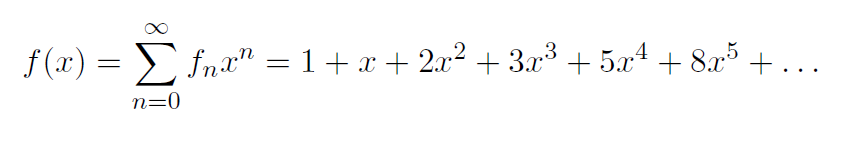 f(x) = ∑_{n=0}^{∞} f_n x^n = 1 + x + 2x^2 + 3x^3 + 5x^4 + 8x^5 + ...